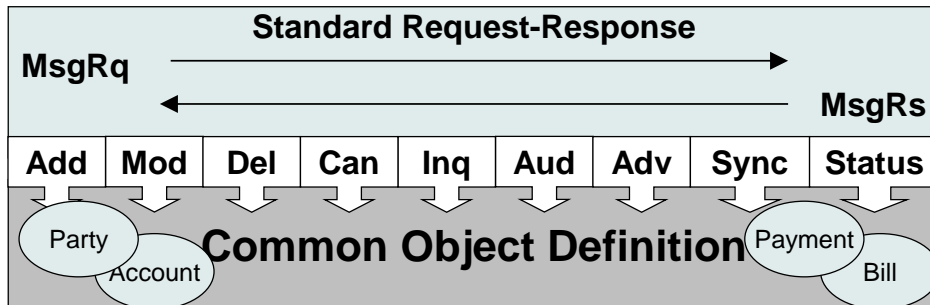 Standard Request-Response
MsgRq
MsgRs
Add Mod Del Can Inq Aud Adv Sync Status
Party
Account
Common Object Definition
Payment
Bill